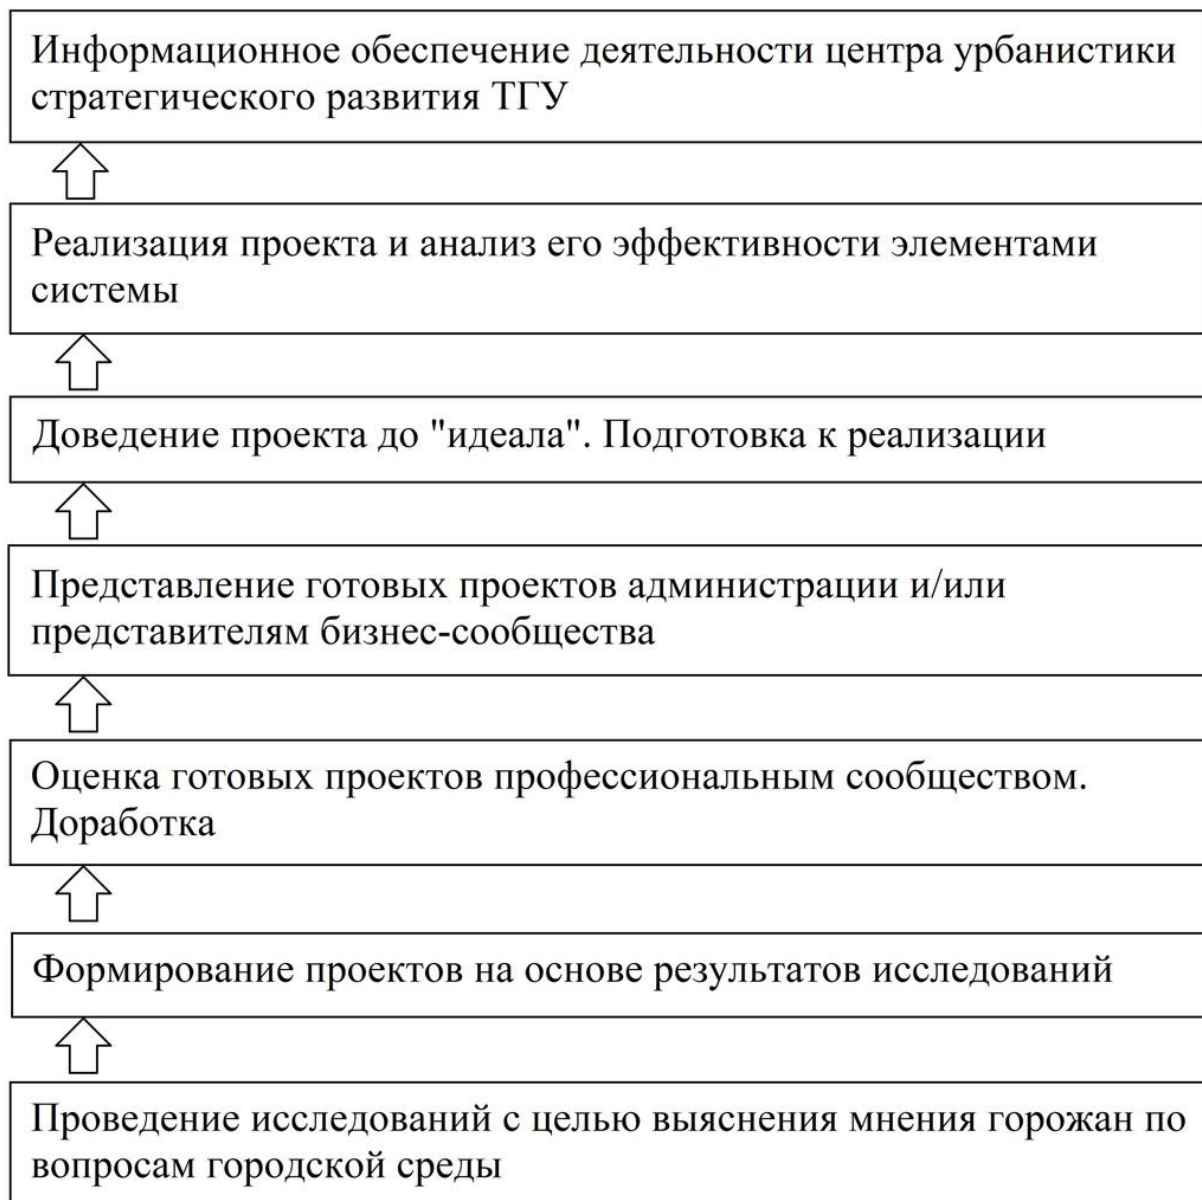 Информационное обеспечение деятельности центра урбанистики
стратегического развития ТГУ
Реализация проекта и анализ его эффективности элементами
системы
Доведение проекта до "идеала". Подготовка к реализации
Представление готовых проектов администрации и/или
представителям бизнес-сообщества
Оценка готовых проектов профессиональным сообществом.
Доработка
Формирование проектов на основе результатов исследований
Проведение исследований с целью выяснения мнения горожан по
вопросам городской среды